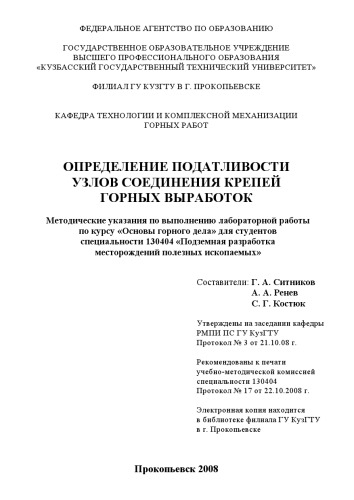 ФЕДЕРАЛЬНОЕ АГЕНТСТВО ПО ОБРАЗОВАНИЮ
ГОСУДАРСТВЕННОЕ ОБРАЗОВАТЕЛЬНОЕ УЧРЕЖДЕНИЕ
ВЫСШЕГО ПРОФЕССИОНАЛЬНОГО ОБРАЗОВАНИЯ
«КУЗБАССКИЙ ГОСУДАРСТВЕННЫЙ ТЕХНИЧЕСКИЙ УНИВЕРСИТЕТ»
ФИЛИАЛ ГУ КУЗГТУ В Г. ПРОКОПЬЕВСКЕ
КАФЕДРА ТЕХНОЛОГИИ И КОМПЛЕКСНОЙ МЕХАНИЗАЦИИ
ГОРНЫХ РАБОТ
ОПРЕДЕЛЕНИЕ ПОДАТЛИВОСТИ
УЗЛОВ СОЕДИНЕНИЯ КРЕПЕЙ
ГОРНЫХ ВЫРАБОТОК
Методические указания по выполнению лабораторной работы
по курсу «Основы горного дела» для студентов
специальности 130404 «Подземная разработка
месторождений полезных ископаемых»
Составители: Г. А. Ситников
А. А. Ренев
С. Г. Костюк
Утверждены на заседании кафедры
РМПИ ПС ГУ КузГТУ
Протокол № 3 от 21.10.08 г.
Рекомендованы к печати
учебно-методической комиссией
специальности 130404
Протокол № 17 от 22.10.2008 г.
Электронная копия находится
в библиотеке филиала ГУ КузГТУ
в г. Прокопьевске
Прокопьевск 2008